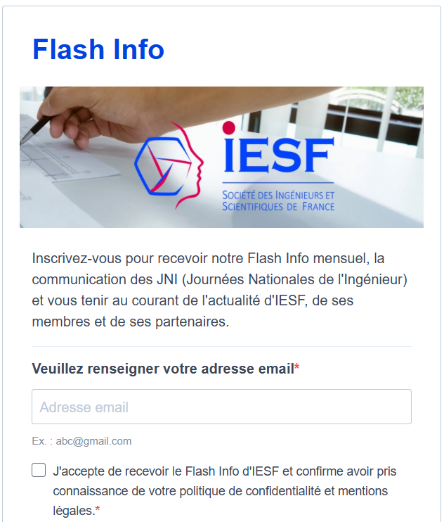 Flash Info
iESF
SOCIÉTÉ DES INGÉNIEURS ET
SCIENTIFIQUES DE FRANCE
Inscrivez-vous pour recevoir notre Flash Info mensuel, la
communication des JNI (Journées Nationales de l'Ingénieur)
et vous tenir au courant de l'actualité d'IESF, de ses
membres et de ses partenaires.
Veuillez renseigner votre adresse email*
Adresse email
Ex. : abc@gmail.com
J'accepte de recevoir le Flash Info d'IESF et confirme avoir pris
connaissance de votre politique de confidentialité et mentions
légales.*